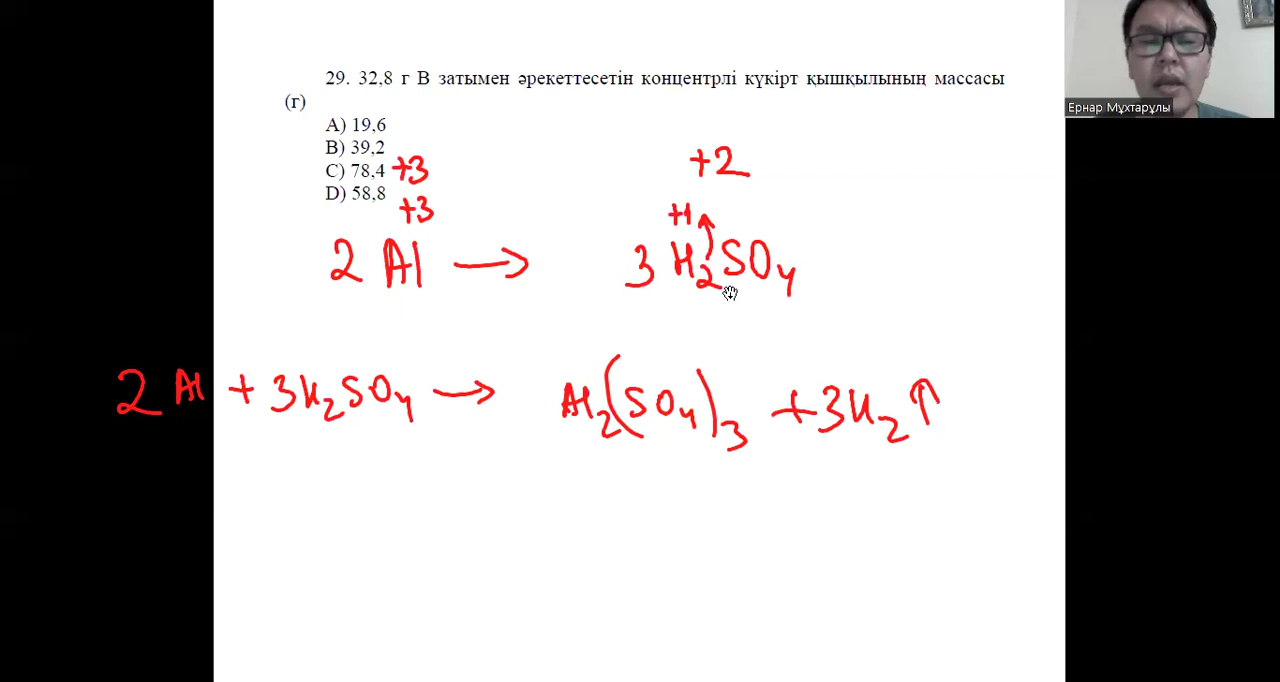 29. 32,8 г В затымен әрекеттесетін концентрлі күкірт қышқылының массасы
(г)
A) 19,6
B) 39,2
C) 78,4
D) 58,8
+3
+3
+2
+1
2 Al → 3 H₂SO₄
2 Al + 3H₂SO₄ → Al₂(SO₄)₃ + 3H₂↑
Ернар Мұхтарұлы